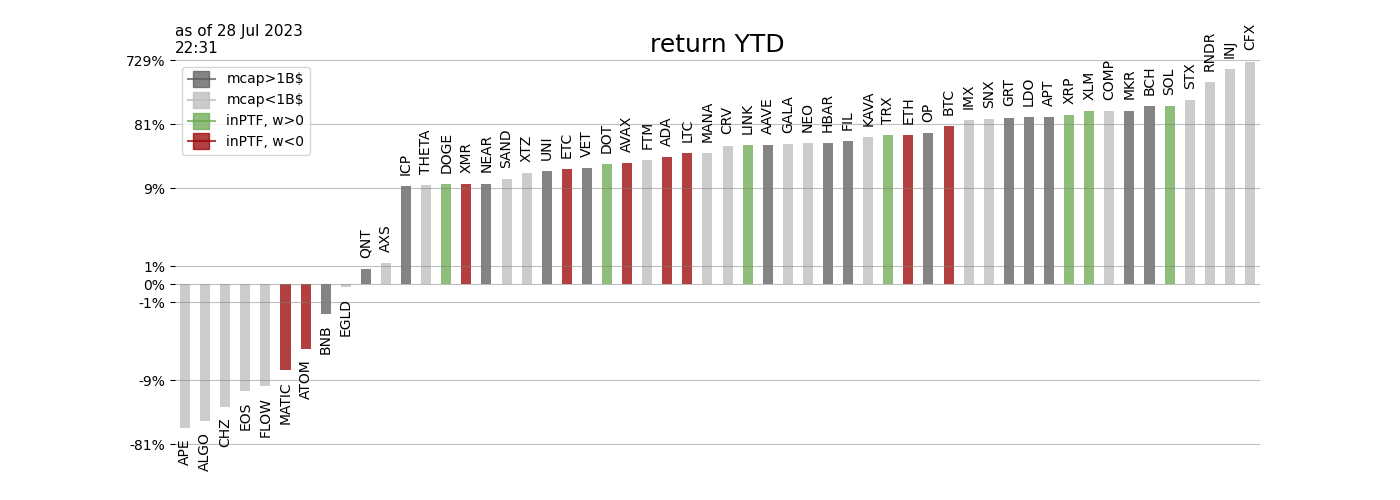 as of 28 Jul 2023
22:31
return YTD
729%
81%
9%
1%
0%
-1%
-9%
-81%
mcap>1B$
mcap<1B$
inPTF, w>0
inPTF, w<0
APE
ALGO
CHZ
EOS
FLOW
MATIC
ATOM
BNB
EGLD
QNT
AXS
ICP
THETA
DOGE
XMR
NEAR
SAND
XTZ
UNI
ETC
VET
DOT
AVAX
FTM
ADA
LTC
MANA
CRV
LINK
AAVE
GALA
NEO
HBAR
FIL
KAVA
TRX
ETH
OP
BTC
IMX
SNX
GRT
LDO
APT
XRP
XLM
COMP
MKR
BCH
SOL
STX
RNDR
INJ
CFX